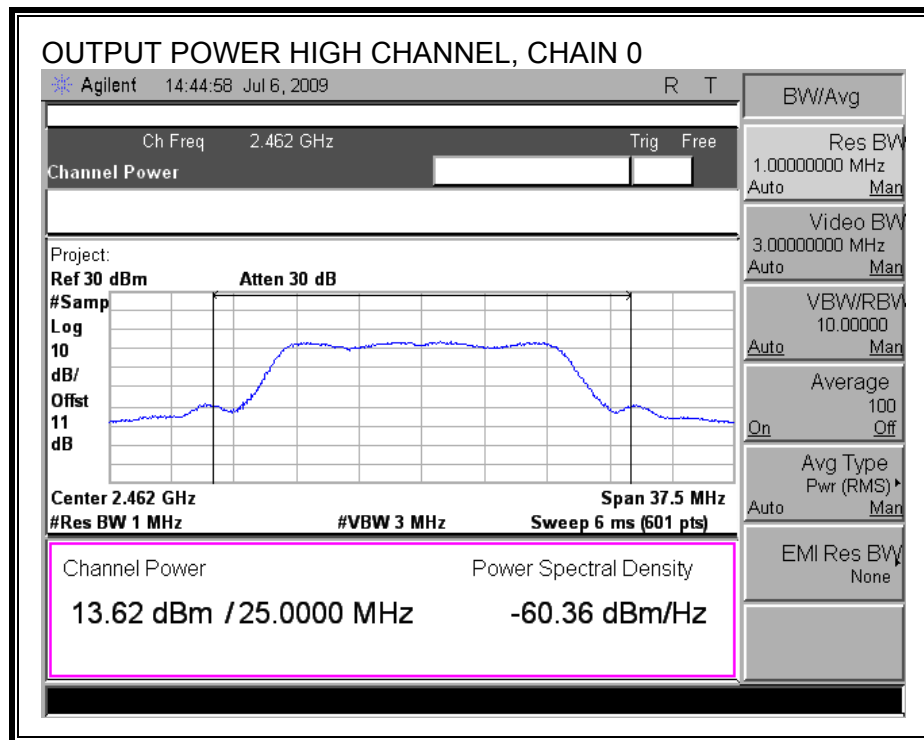 OUTPUT POWER HIGH CHANNEL, CHAIN 0
Agilent 14:44:58 Jul 6, 2009 R T
BW/Avg
Ch Freq 2.462 GHz Trig Free
Channel Power
Res BW
1.00000000 MHz
Auto Man
Video BW
3.00000000 MHz
Auto Man
VBW/RBW
10.00000
Auto Man
Average
100
On Off
Avg Type
Pwr (RMS)
Auto Man
EMI Res BW
None
Project:
Ref 30 dBm Atten 30 dB
#Samp
Log
10
dB/
Offst
11
dB
Center 2.462 GHz Span 37.5 MHz
#Res BW 1 MHz #VBW 3 MHz Sweep 6 ms (601 pts)
Channel Power Power Spectral Density
13.62 dBm / 25.0000 MHz -60.36 dBm/Hz